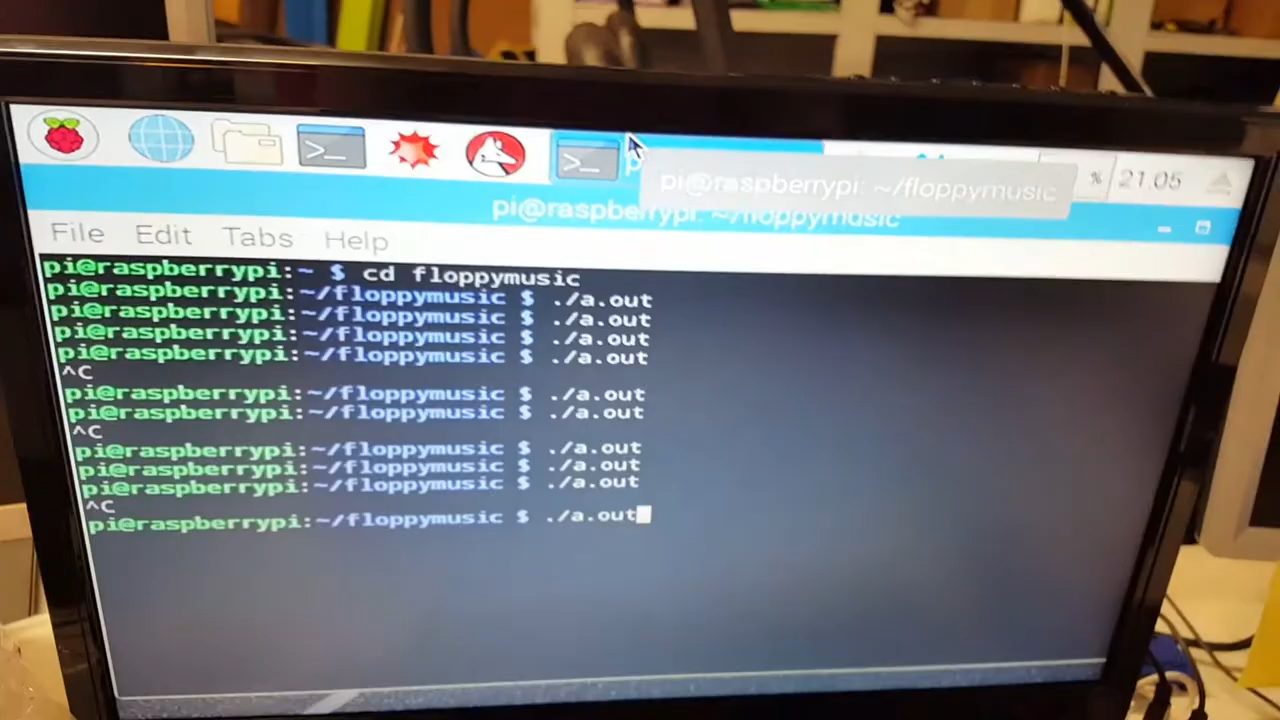 >_
>_
pi@raspberrypi: ~/floppymusic
% 21.05
pi@raspberrypi: ~/floppymusic
File Edit Tabs Help
pi@raspberrypi:~ $ cd floppymusic
pi@raspberrypi:~/floppymusic $ ./a.out
pi@raspberrypi:~/floppymusic $ ./a.out
pi@raspberrypi:~/floppymusic $ ./a.out
pi@raspberrypi:~/floppymusic $ ./a.out
^C
pi@raspberrypi:~/floppymusic $ ./a.out
pi@raspberrypi:~/floppymusic $ ./a.out
^C
pi@raspberrypi:~/floppymusic $ ./a.out
pi@raspberrypi:~/floppymusic $ ./a.out
pi@raspberrypi:~/floppymusic $ ./a.out
^C
pi@raspberrypi:~/floppymusic $ ./a.out